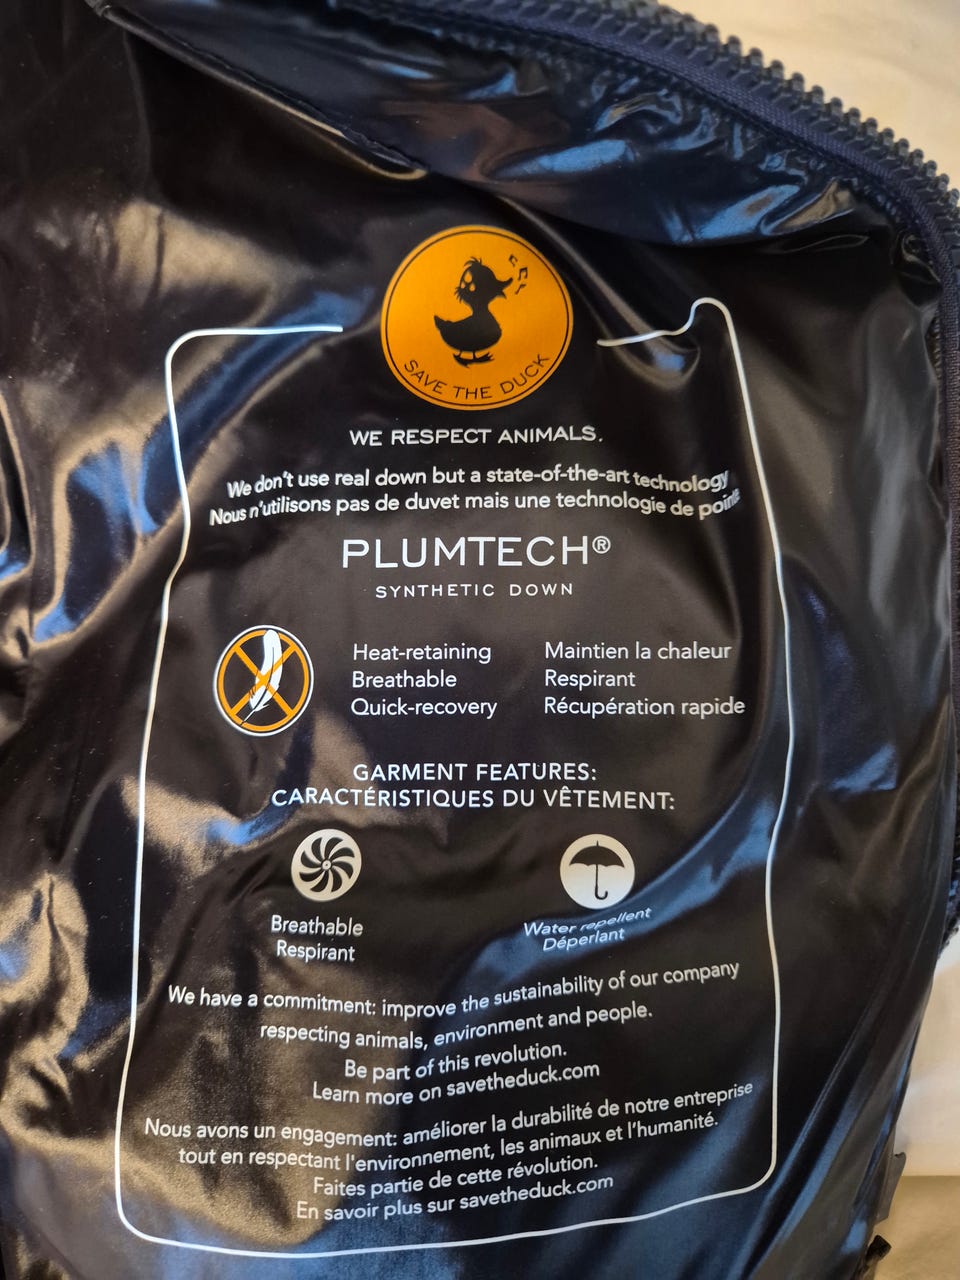 SAVE THE DUCK
WE RESPECT ANIMALS.
We don't use real down but a state-of-the-art technology
Nous n'utilisons pas de duvet mais une technologie de pointe
PLUMTECH®
SYNTHETIC DOWN
Heat-retaining Maintien la chaleur
Breathable Respirant
Quick-recovery Récupération rapide
GARMENT FEATURES:
CARACTÉRISTIQUES DU VÊTEMENT:
Breathable Water repellent
Respirant Déperlant
We have a commitment: improve the sustainability of our company
respecting animals, environment and people.
Be part of this revolution.
Learn more on savetheduck.com
Nous avons un engagement: améliorer la durabilité de notre entreprise
tout en respectant l'environnement, les animaux et l'humanité.
Faites partie de cette révolution.
En savoir plus sur savetheduck.com